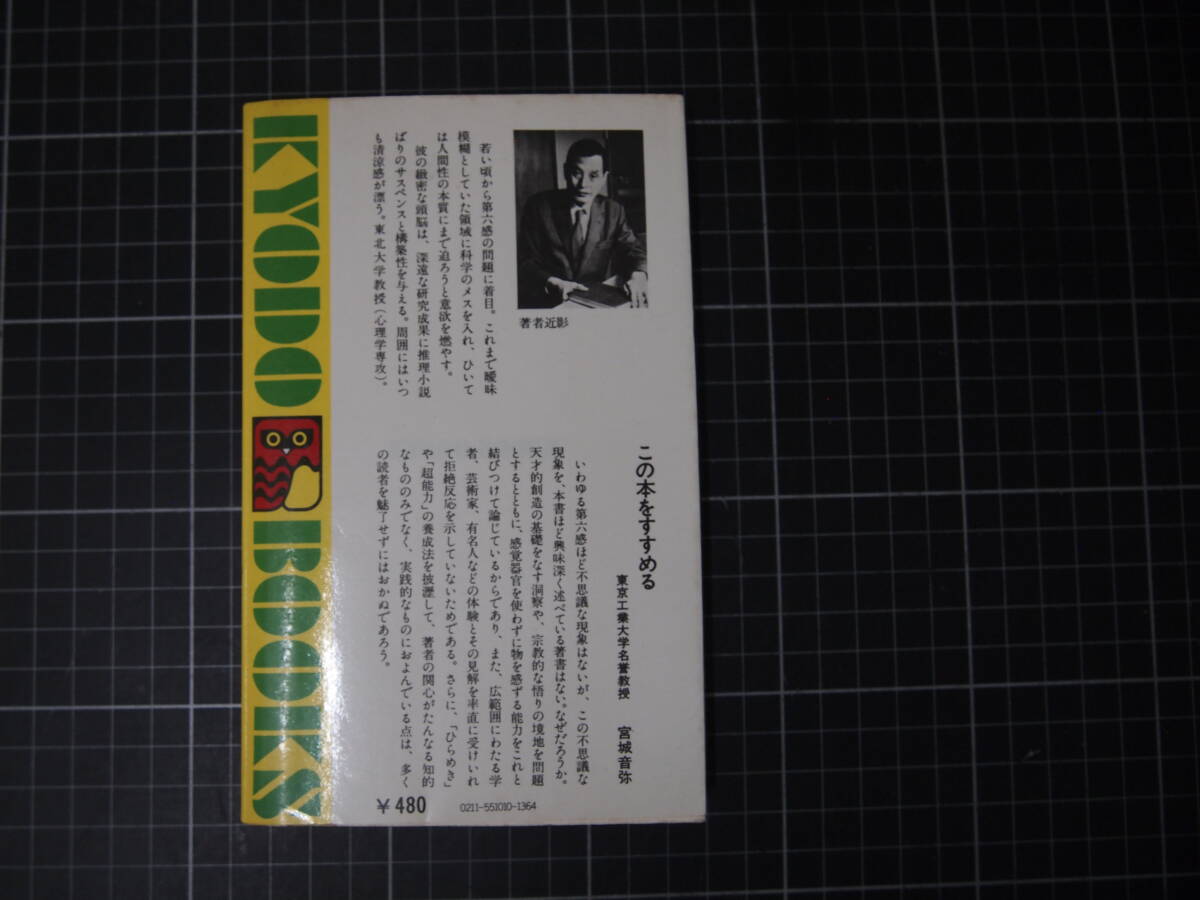 KYODO BOOKS
著者近影
若い頃から第六感の問題に着目。これまで曖昧
模糊としていた領域に科学のメスを入れ、ひいて
は人間性の本質にまで迫ろうと意欲を燃やす。
彼の緻密な頭脳は、深遠な研究成果に推理小説
ばりのサスペンスと構築性を与える。周囲にはいつ
も清涼感が漂う。東北大学教授(心理学専攻)。
この本をすすめる
東京工業大学名誉教授 宮城音弥
いわゆる第六感ほど不思議な現象はないが、この不思議な
現象を、本書ほど興味深く述べている著書はない。なぜだろうか。
天才的創造の基礎をなす洞察や、宗教的な悟りの境地を問題
とするとともに、感覚器官を使わずに物を感ずる能力をこれと
結びつけて論じているからであり、また、広範囲にわたる学
者、芸術家、有名人などの体験とその見解を率直に受けいれ
て拒絶反応を示していないためである。さらに、「ひらめき」
や「超能力」の養成法を披瀝して、著者の関心がたんなる知的
なもののみでなく、実践的なものにおよんでいる点は、多く
の読者を魅了せずにはおかぬであろう。
¥480
0211-551010-1364